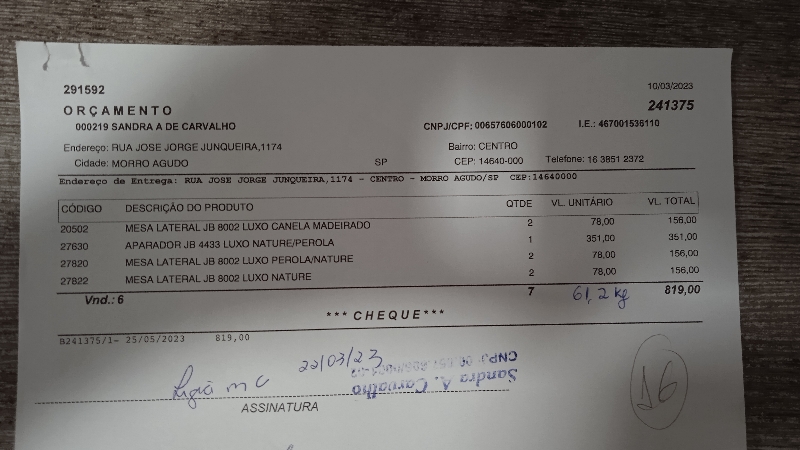 291592
10/03/2023
ORÇAMENTO
241375
000219 SANDRA A DE CARVALHO CNPJ/CPF: 00657606000102 I.E.: 467001536110
Endereço: RUA JOSE JORGE JUNQUEIRA,1174 Bairro: CENTRO
Cidade: MORRO AGUDO SP CEP: 14640-000 Telefone: 16 3851 2372
Endereço de Entrega: RUA JOSE JORGE JUNQUEIRA,1174 - CENTRO - MORRO AGUDO/SP CEP:14640000
CÓDIGO DESCRIÇÃO DO PRODUTO QTDE VL. UNITÁRIO VL. TOTAL
20502 MESA LATERAL JB 8002 LUXO CANELA MADEIRADO 2 78,00 156,00
27630 APARADOR JB 4433 LUXO NATURE/PEROLA 1 351,00 351,00
27820 MESA LATERAL JB 8002 LUXO PEROLA/NATURE 2 78,00 156,00
27822 MESA LATERAL JB 8002 LUXO NATURE 2 78,00 156,00
Vnd.: 6 7 61,2 kg 819,00
*** CHEQUE***
B241375/1- 25/05/2023 819,00
22/03/23
CNPJ
Sandra A. Carvalho
ASSINATURA